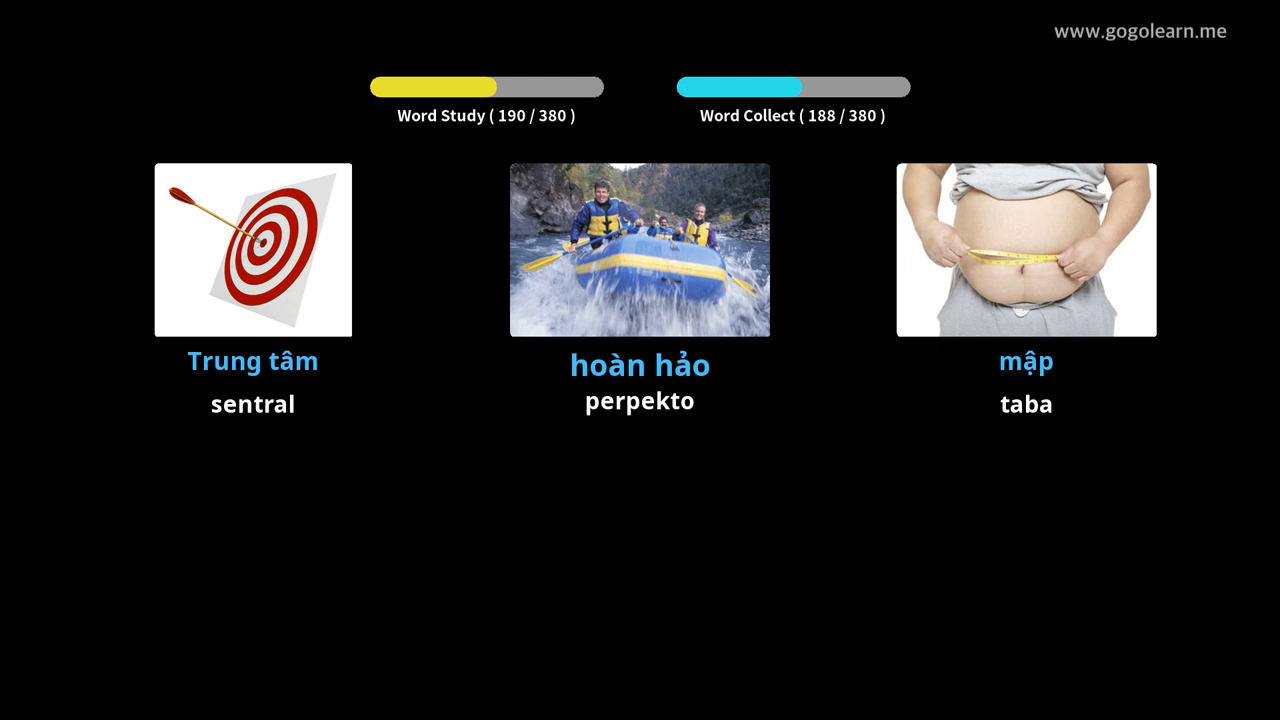 www.gogolearn.me
Word Study ( 190 / 380 )
Word Collect ( 188 / 380 )
Trung tâm
sentral
hoàn hảo
perpekto
mập
taba